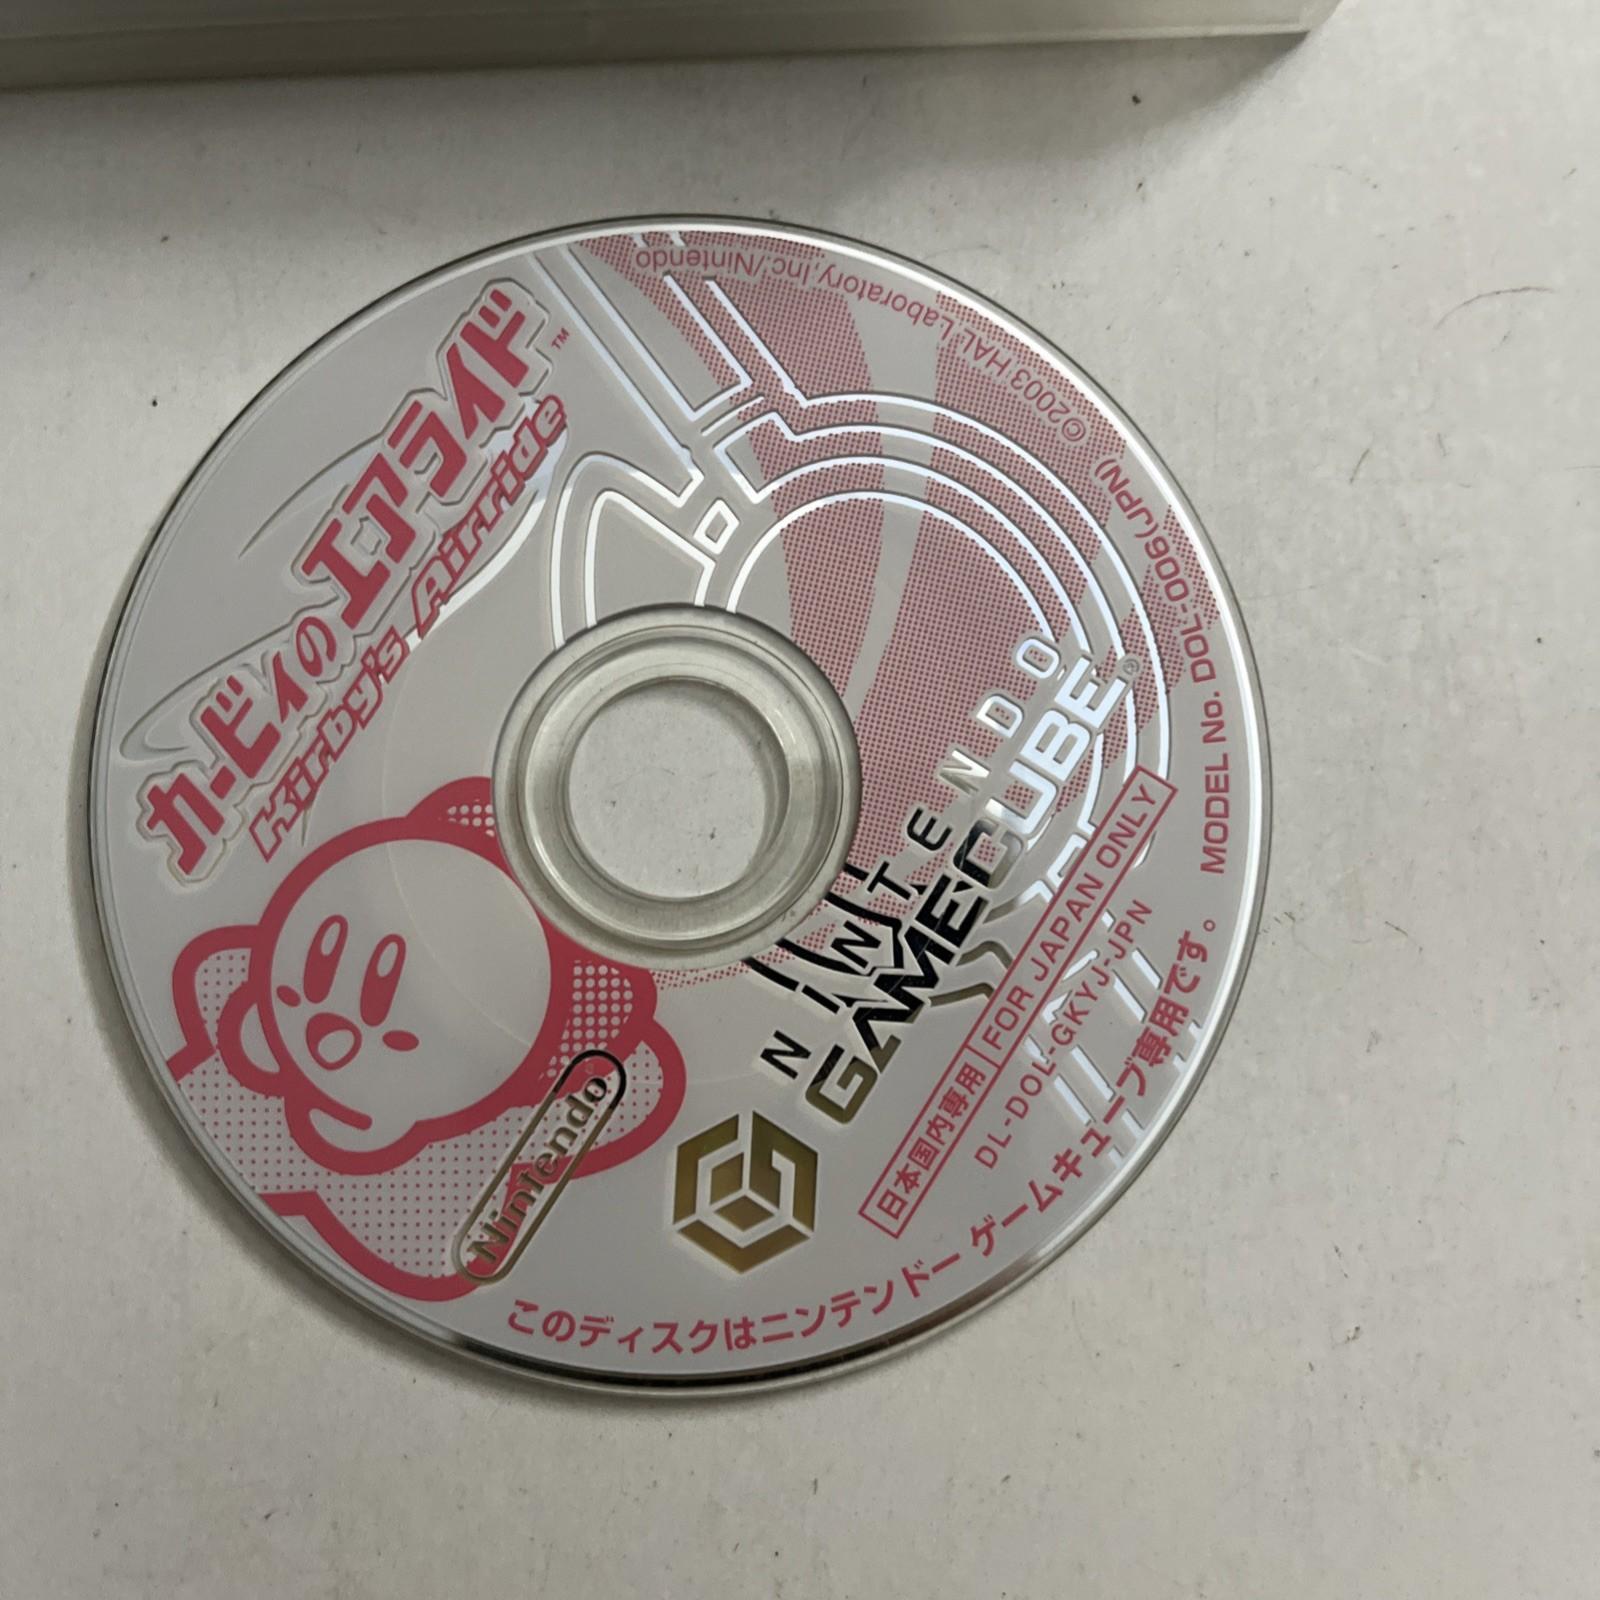 カービィのエアライド™
Kirby's Airride
Nintendo
NINTENDO
GAMECUBE®
日本国内専用 FOR JAPAN ONLY
DL-DOL-GKYJ-JPN
このディスクはニンテンドー ゲームキューブ専用です。
MODEL No. DOL-006(JPN)
©2003 HAL Laboratory, Inc./Nintendo